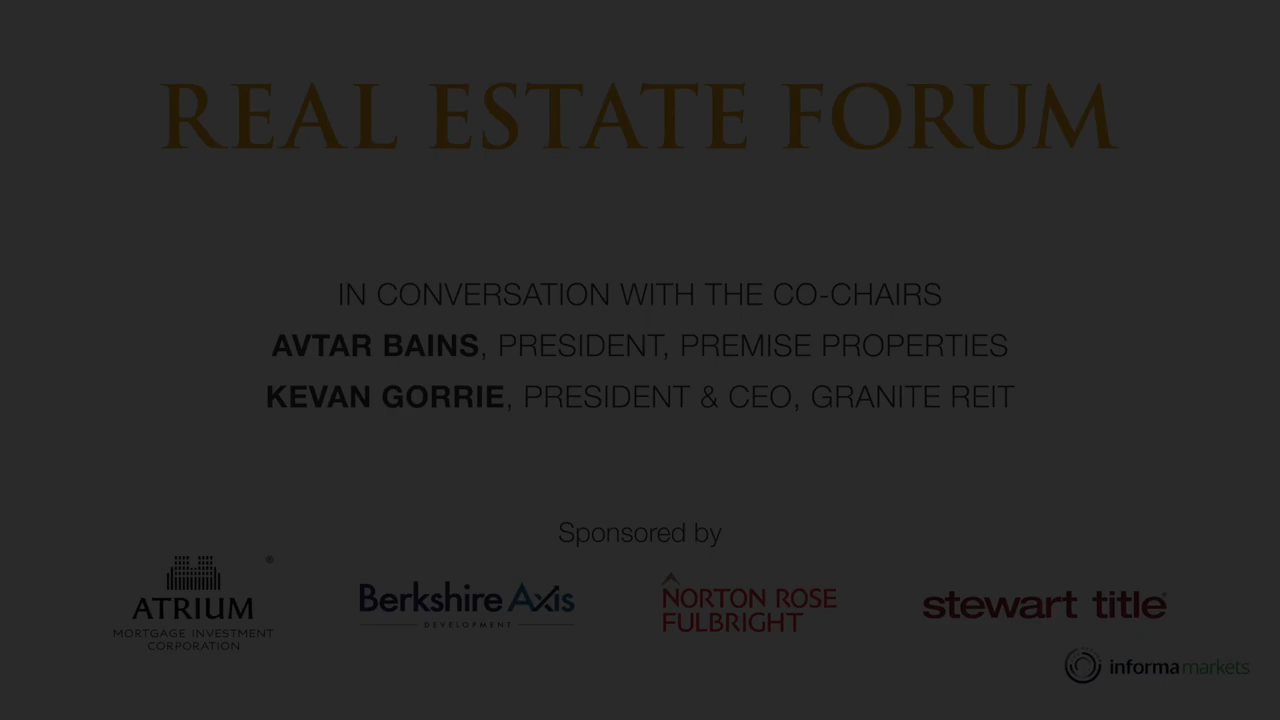 REAL ESTATE FORUM
IN CONVERSATION WITH THE CO-CHAIRS
AVTAR BAINS, PRESIDENT, PREMISE PROPERTIES
KEVAN GORRIE, PRESIDENT & CEO, GRANITE REIT
Sponsored by
ATRIUM®
MORTGAGE INVESTMENT
CORPORATION
Berkshire Axis
DEVELOPMENT
NORTON ROSE
FULBRIGHT
stewart title®
informa markets